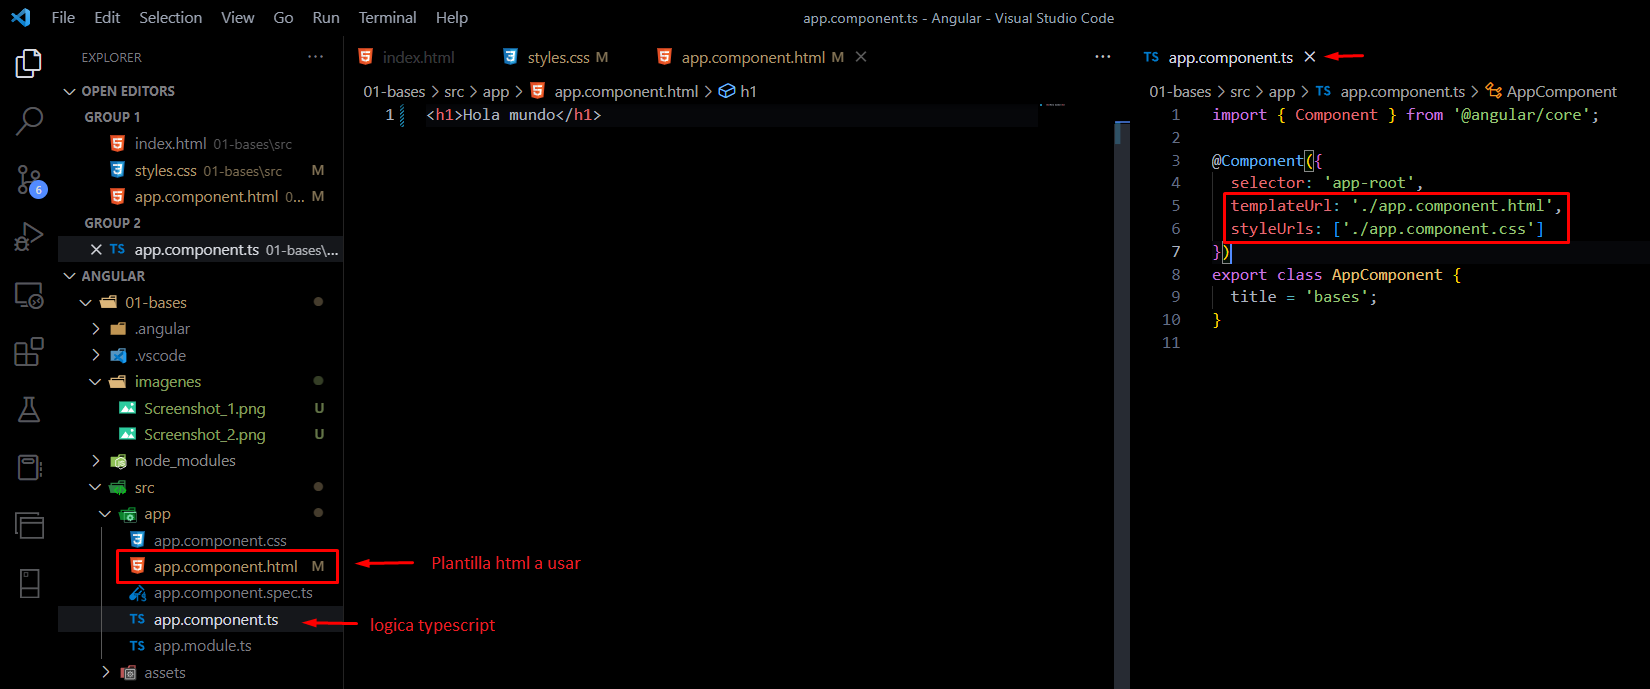 File Edit Selection View Go Run Terminal Help
app.component.ts - Angular - Visual Studio Code
EXPLORER ...
OPEN EDITORS
GROUP 1
index.html 01-bases\src
styles.css 01-bases\src M
app.component.html 0... M
GROUP 2
TS app.component.ts 01-bases\...
ANGULAR
01-bases
.angular
.vscode
imagenes
Screenshot_1.png U
Screenshot_2.png U
node_modules
src
app
app.component.css
app.component.html M
app.component.spec.ts
TS app.component.ts
TS app.module.ts
assets
6
index.html
styles.css M
app.component.html M
...
01-bases > src > app > app.component.html > h1
1 <h1>Hola mundo</h1>
Plantilla html a usar
logica typescript
TS app.component.ts
01-bases > src > app > TS app.component.ts > AppComponent
1 import { Component } from '@angular/core';
2
3 @Component({
4 selector: 'app-root',
5 templateUrl: './app.component.html',
6 styleUrls: ['./app.component.css']
7 })
8 export class AppComponent {
9 title = 'bases';
10 }
11